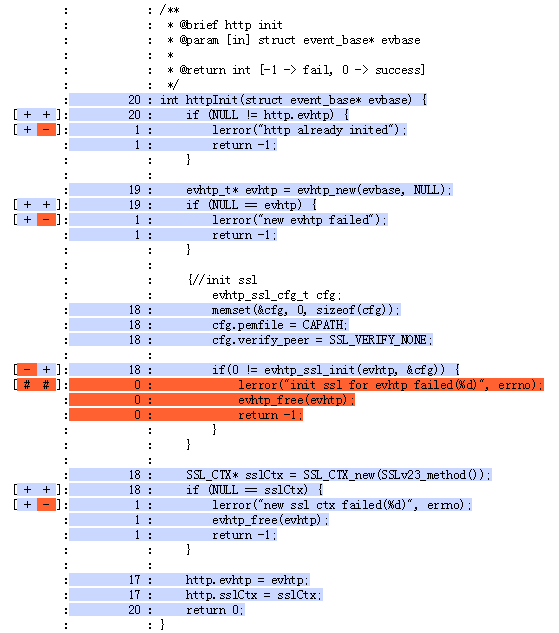 : : /**
: : * @brief http init
: : * @param [in] struct event_base* evbase
: : *
: : * @return int [-1 -> fail, 0 -> success]
: : */
: 20 : int httpInit(struct event_base* evbase) {
[ + + ]: 20 : if (NULL != http.evhtp) {
[ + - ]: 1 : lerror("http already inited");
: 1 : return -1;
: : }
: :
: 19 : evhtp_t* evhtp = evhtp_new(evbase, NULL);
[ + + ]: 19 : if (NULL == evhtp) {
[ + - ]: 1 : lerror("new evhtp failed");
: 1 : return -1;
: : }
: :
: : {//init ssl
: : evhtp_ssl_cfg_t cfg;
: 18 : memset(&cfg, 0, sizeof(cfg));
: 18 : cfg.pemfile = CAPATH;
: 18 : cfg.verify_peer = SSL_VERIFY_NONE;
: :
[ - + ]: 18 : if(0 != evhtp_ssl_init(evhtp, &cfg)) {
[ # # ]: 0 : lerror("init ssl for evhtp failed(%d)", errno);
: 0 : evhtp_free(evhtp);
: 0 : return -1;
: : }
: : }
: :
: 18 : SSL_CTX* sslCtx = SSL_CTX_new(SSLv23_method());
[ + + ]: 18 : if (NULL == sslCtx) {
[ + - ]: 1 : lerror("new ssl ctx failed(%d)", errno);
: 1 : evhtp_free(evhtp);
: 1 : return -1;
: : }
: :
: 17 : http.evhtp = evhtp;
: 17 : http.sslCtx = sslCtx;
: 20 : return 0;
: : }